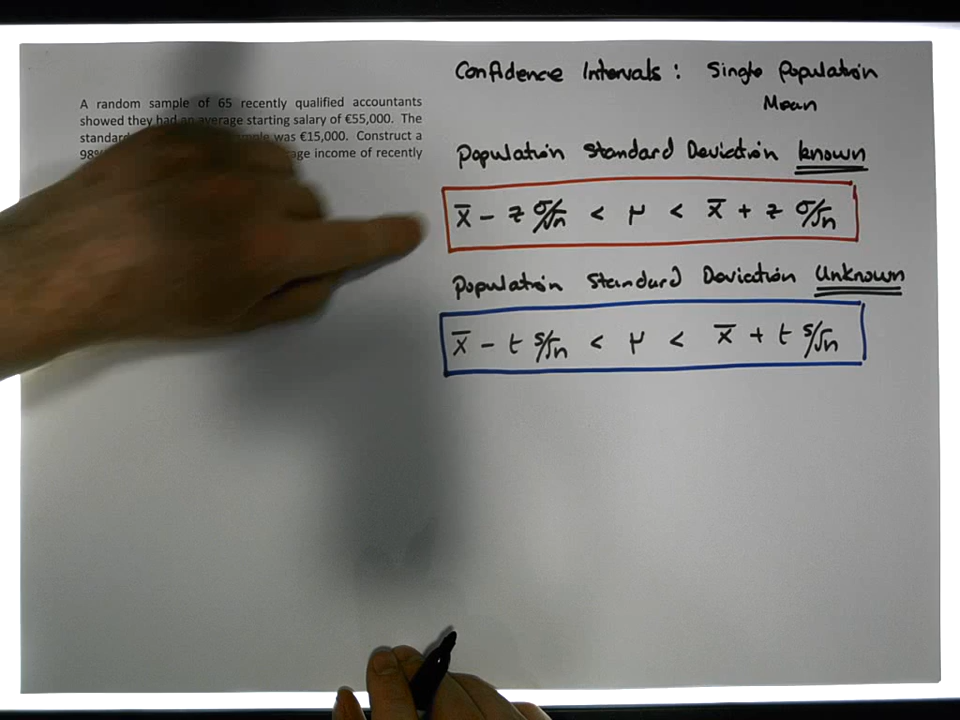 A random sample of 65 recently qualified accountants
showed they had an average starting salary of €55,000. The
was €15,000. Construct a
income of recently
Confidence Intervals : Single Population
Mean
Population Standard Deviation known
x̄ - z σ/√n < μ < x̄ + z σ/√n
Population Standard Deviation Unknown
x̄ - t s/√n < μ < x̄ + t s/√n